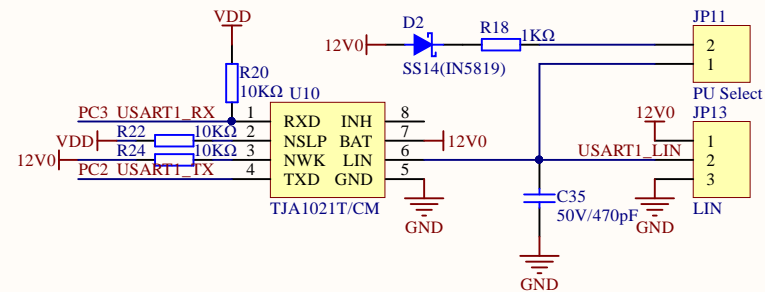 VDD
D2
R18
JP11
12V0
1KΩ
2
SS14(IN5819)
1
R20
10KΩ
U10
PU Select
PC3 USART1_RX
1
RXD
INH
8
12V0
JP13
VDD
R22
10KΩ
2
NSLP
BAT
7
12V0
1
12V0
R24
10KΩ
3
NWK
LIN
6
USART1_LIN
2
PC2 USART1_TX
4
TXD
GND
5
3
TJA1021T/CM
GND
C35
50V/470pF
GND
LIN
GND